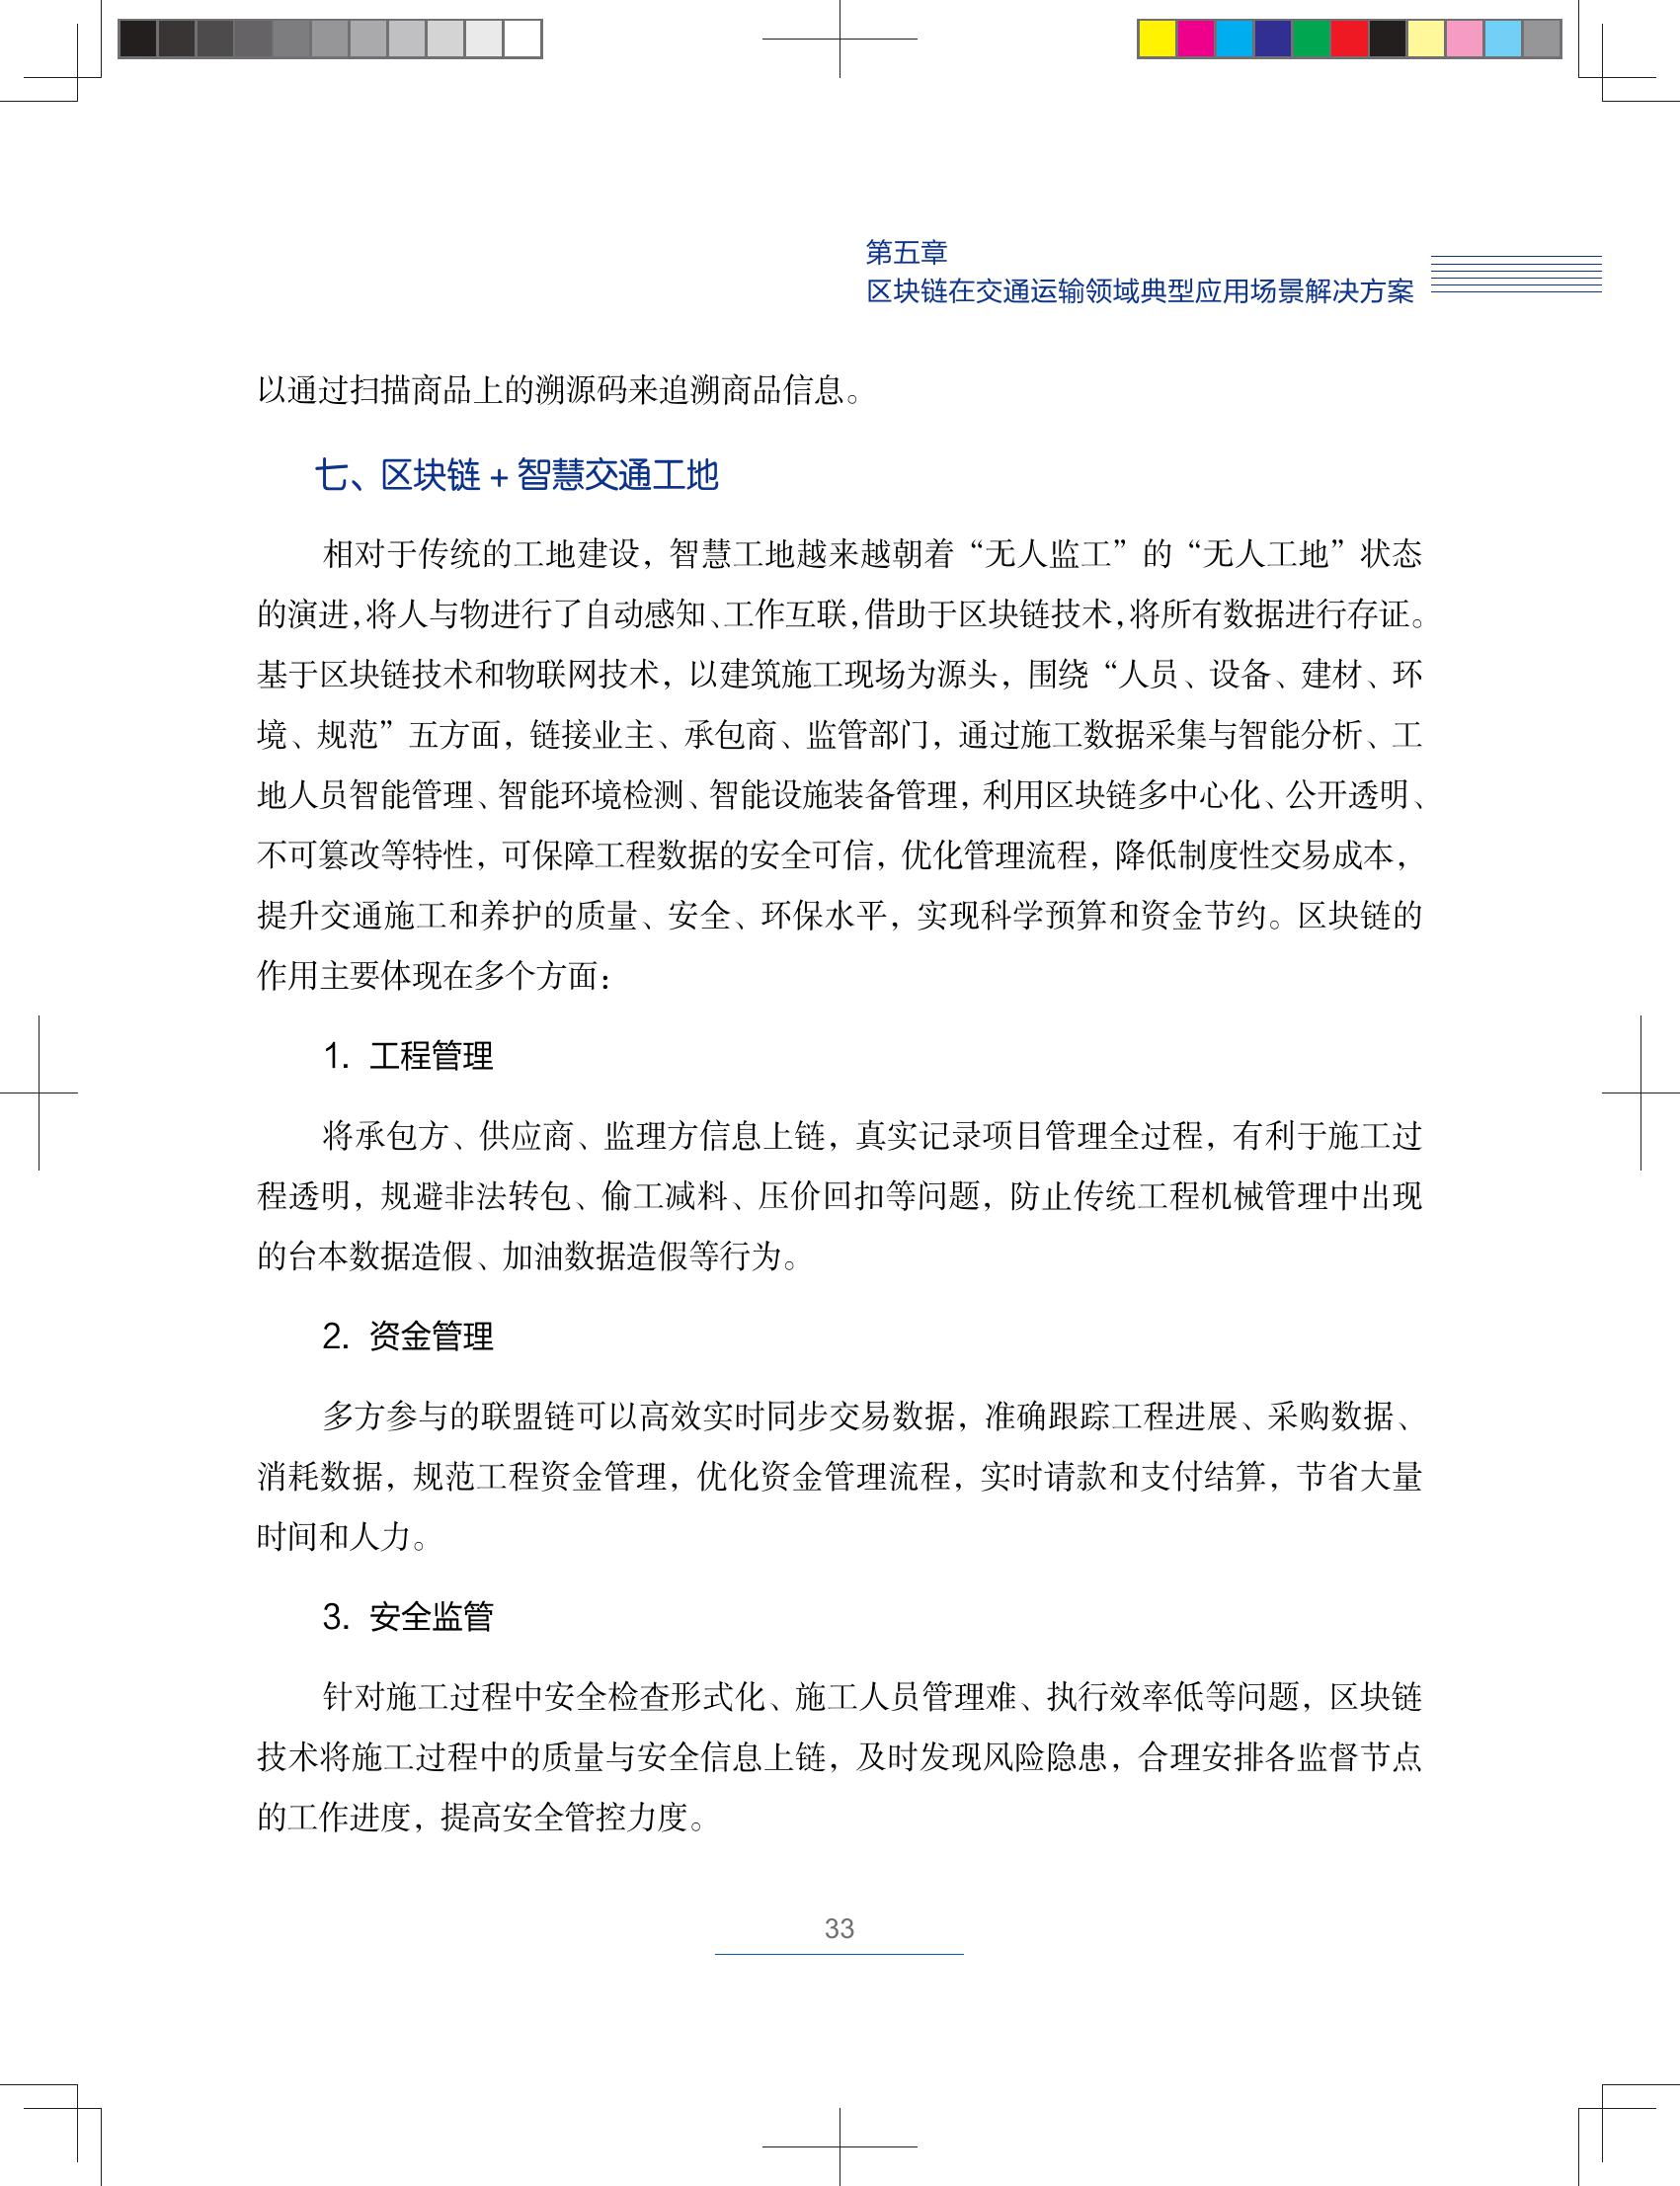 第五章
区块链在交通运输领域典型应用场景解决方案
以通过扫描商品上的溯源码来追溯商品信息。
七、区块链 + 智慧交通工地
相对于传统的工地建设，智慧工地越来越朝着“无人监工”的“无人工地”状态
的演进，将人与物进行了自动感知、工作互联，借助于区块链技术，将所有数据进行存证。
基于区块链技术和物联网技术，以建筑施工现场为源头，围绕“人员、设备、建材、环
境、规范”五方面，链接业主、承包商、监管部门，通过施工数据采集与智能分析、工
地人员智能管理、智能环境检测、智能设施装备管理，利用区块链多中心化、公开透明、
不可篡改等特性，可保障工程数据的安全可信，优化管理流程，降低制度性交易成本，
提升交通施工和养护的质量、安全、环保水平，实现科学预算和资金节约。区块链的
作用主要体现在多个方面：
1. 工程管理
将承包方、供应商、监理方信息上链，真实记录项目管理全过程，有利于施工过
程透明，规避非法转包、偷工减料、压价回扣等问题，防止传统工程机械管理中出现
的台本数据造假、加油数据造假等行为。
2. 资金管理
多方参与的联盟链可以高效实时同步交易数据，准确跟踪工程进展、采购数据、
消耗数据，规范工程资金管理，优化资金管理流程，实时请款和支付结算，节省大量
时间和人力。
3. 安全监管
针对施工过程中安全检查形式化、施工人员管理难、执行效率低等问题，区块链
技术将施工过程中的质量与安全信息上链，及时发现风险隐患，合理安排各监督节点
的工作进度，提高安全管控力度。
33